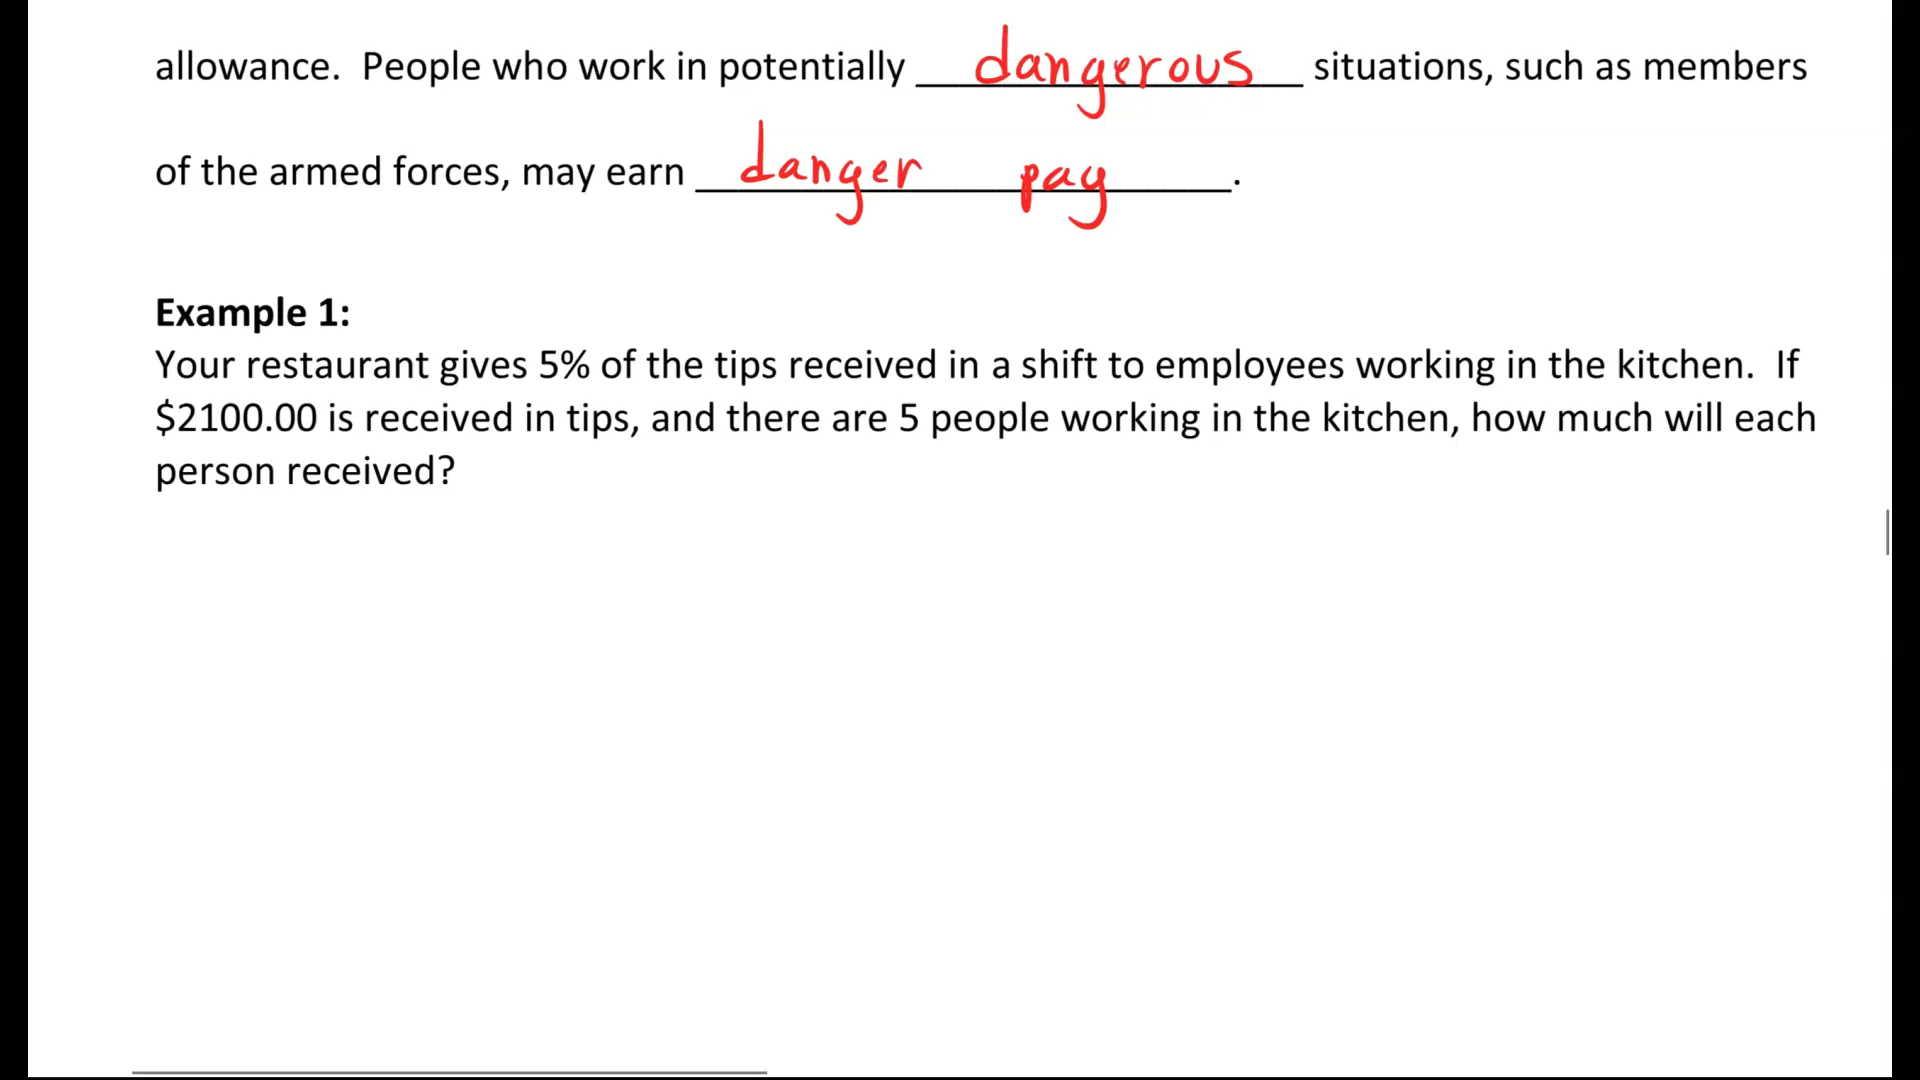 allowance.  People who work in potentially dangerous situations, such as members
of the armed forces, may earn danger pay.
Example 1:
Your restaurant gives 5% of the tips received in a shift to employees working in the kitchen.  If
$2100.00 is received in tips, and there are 5 people working in the kitchen, how much will each
person received?